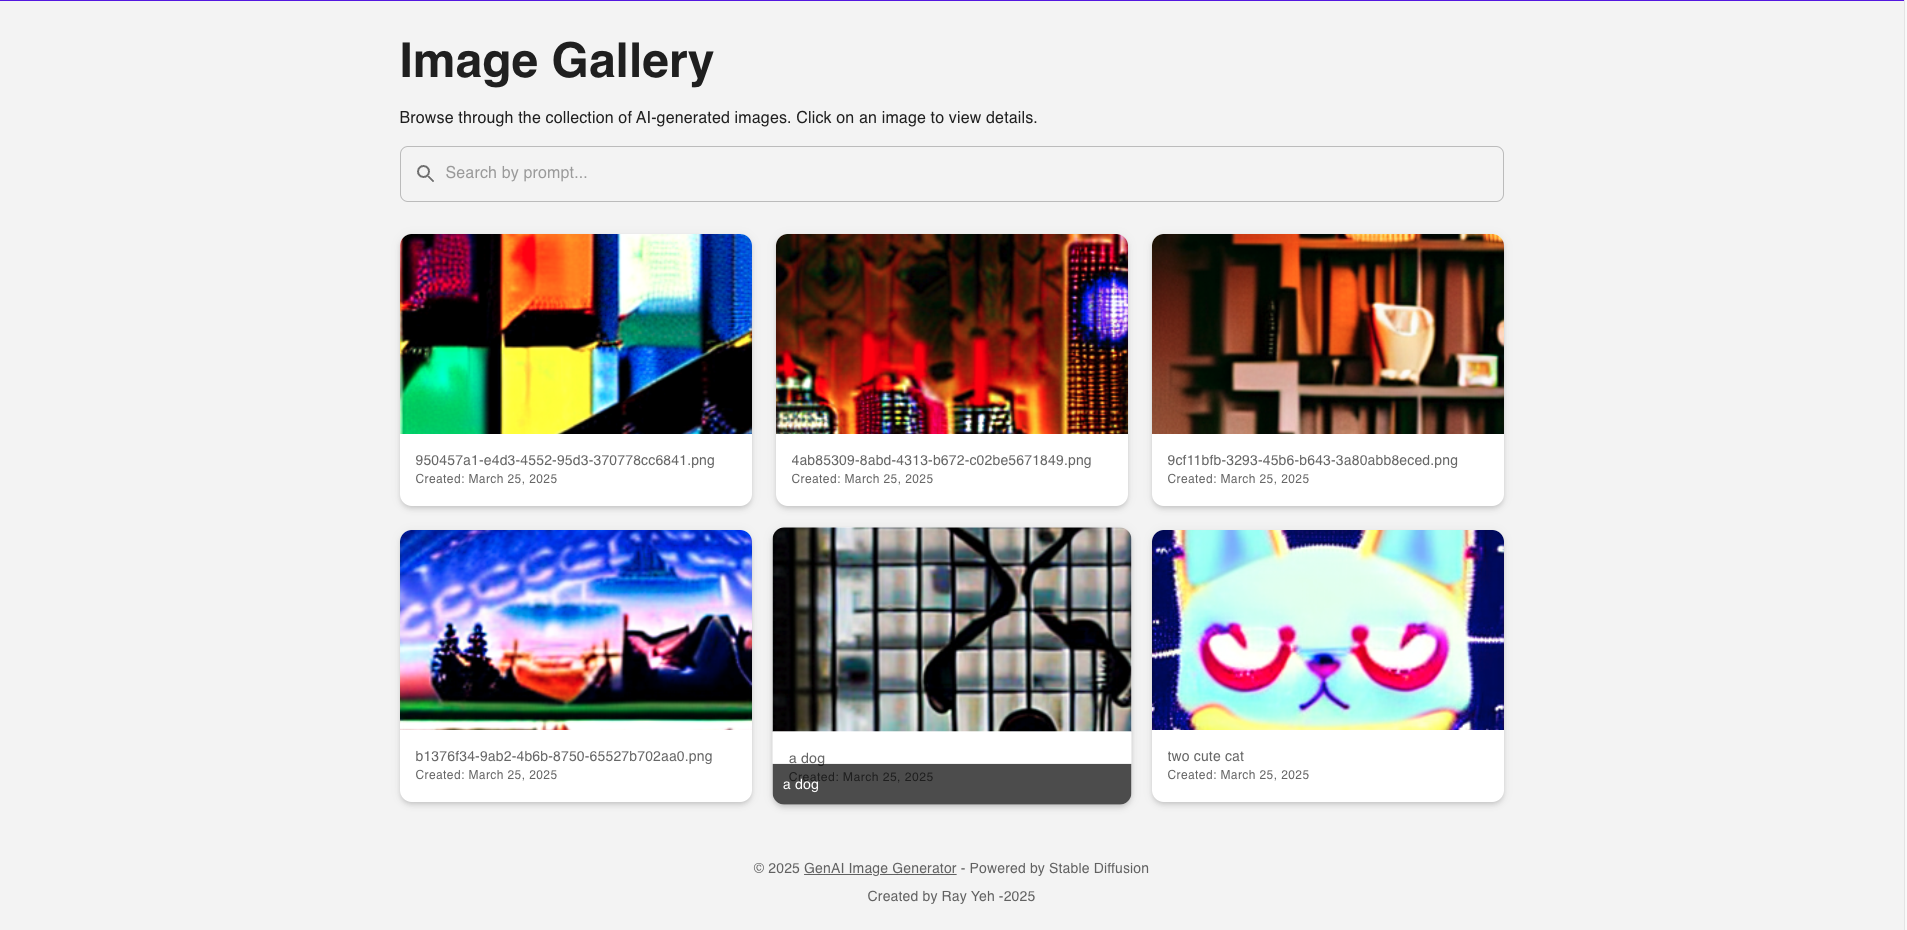 Image Gallery
Browse through the collection of AI-generated images. Click on an image to view details.
Search by prompt...
950457a1-e4d3-4552-95d3-370778cc6841.png
Created: March 25, 2025
4ab85309-8abd-4313-b672-c02be5671849.png
Created: March 25, 2025
9cf11bfb-3293-45b6-b643-3a80abb8eced.png
Created: March 25, 2025
b1376f34-9ab2-4b6b-8750-65527b702aa0.png
Created: March 25, 2025
a dog
Created: March 25, 2025
a dog
two cute cat
Created: March 25, 2025
© 2025 GenAI Image Generator - Powered by Stable Diffusion
Created by Ray Yeh -2025